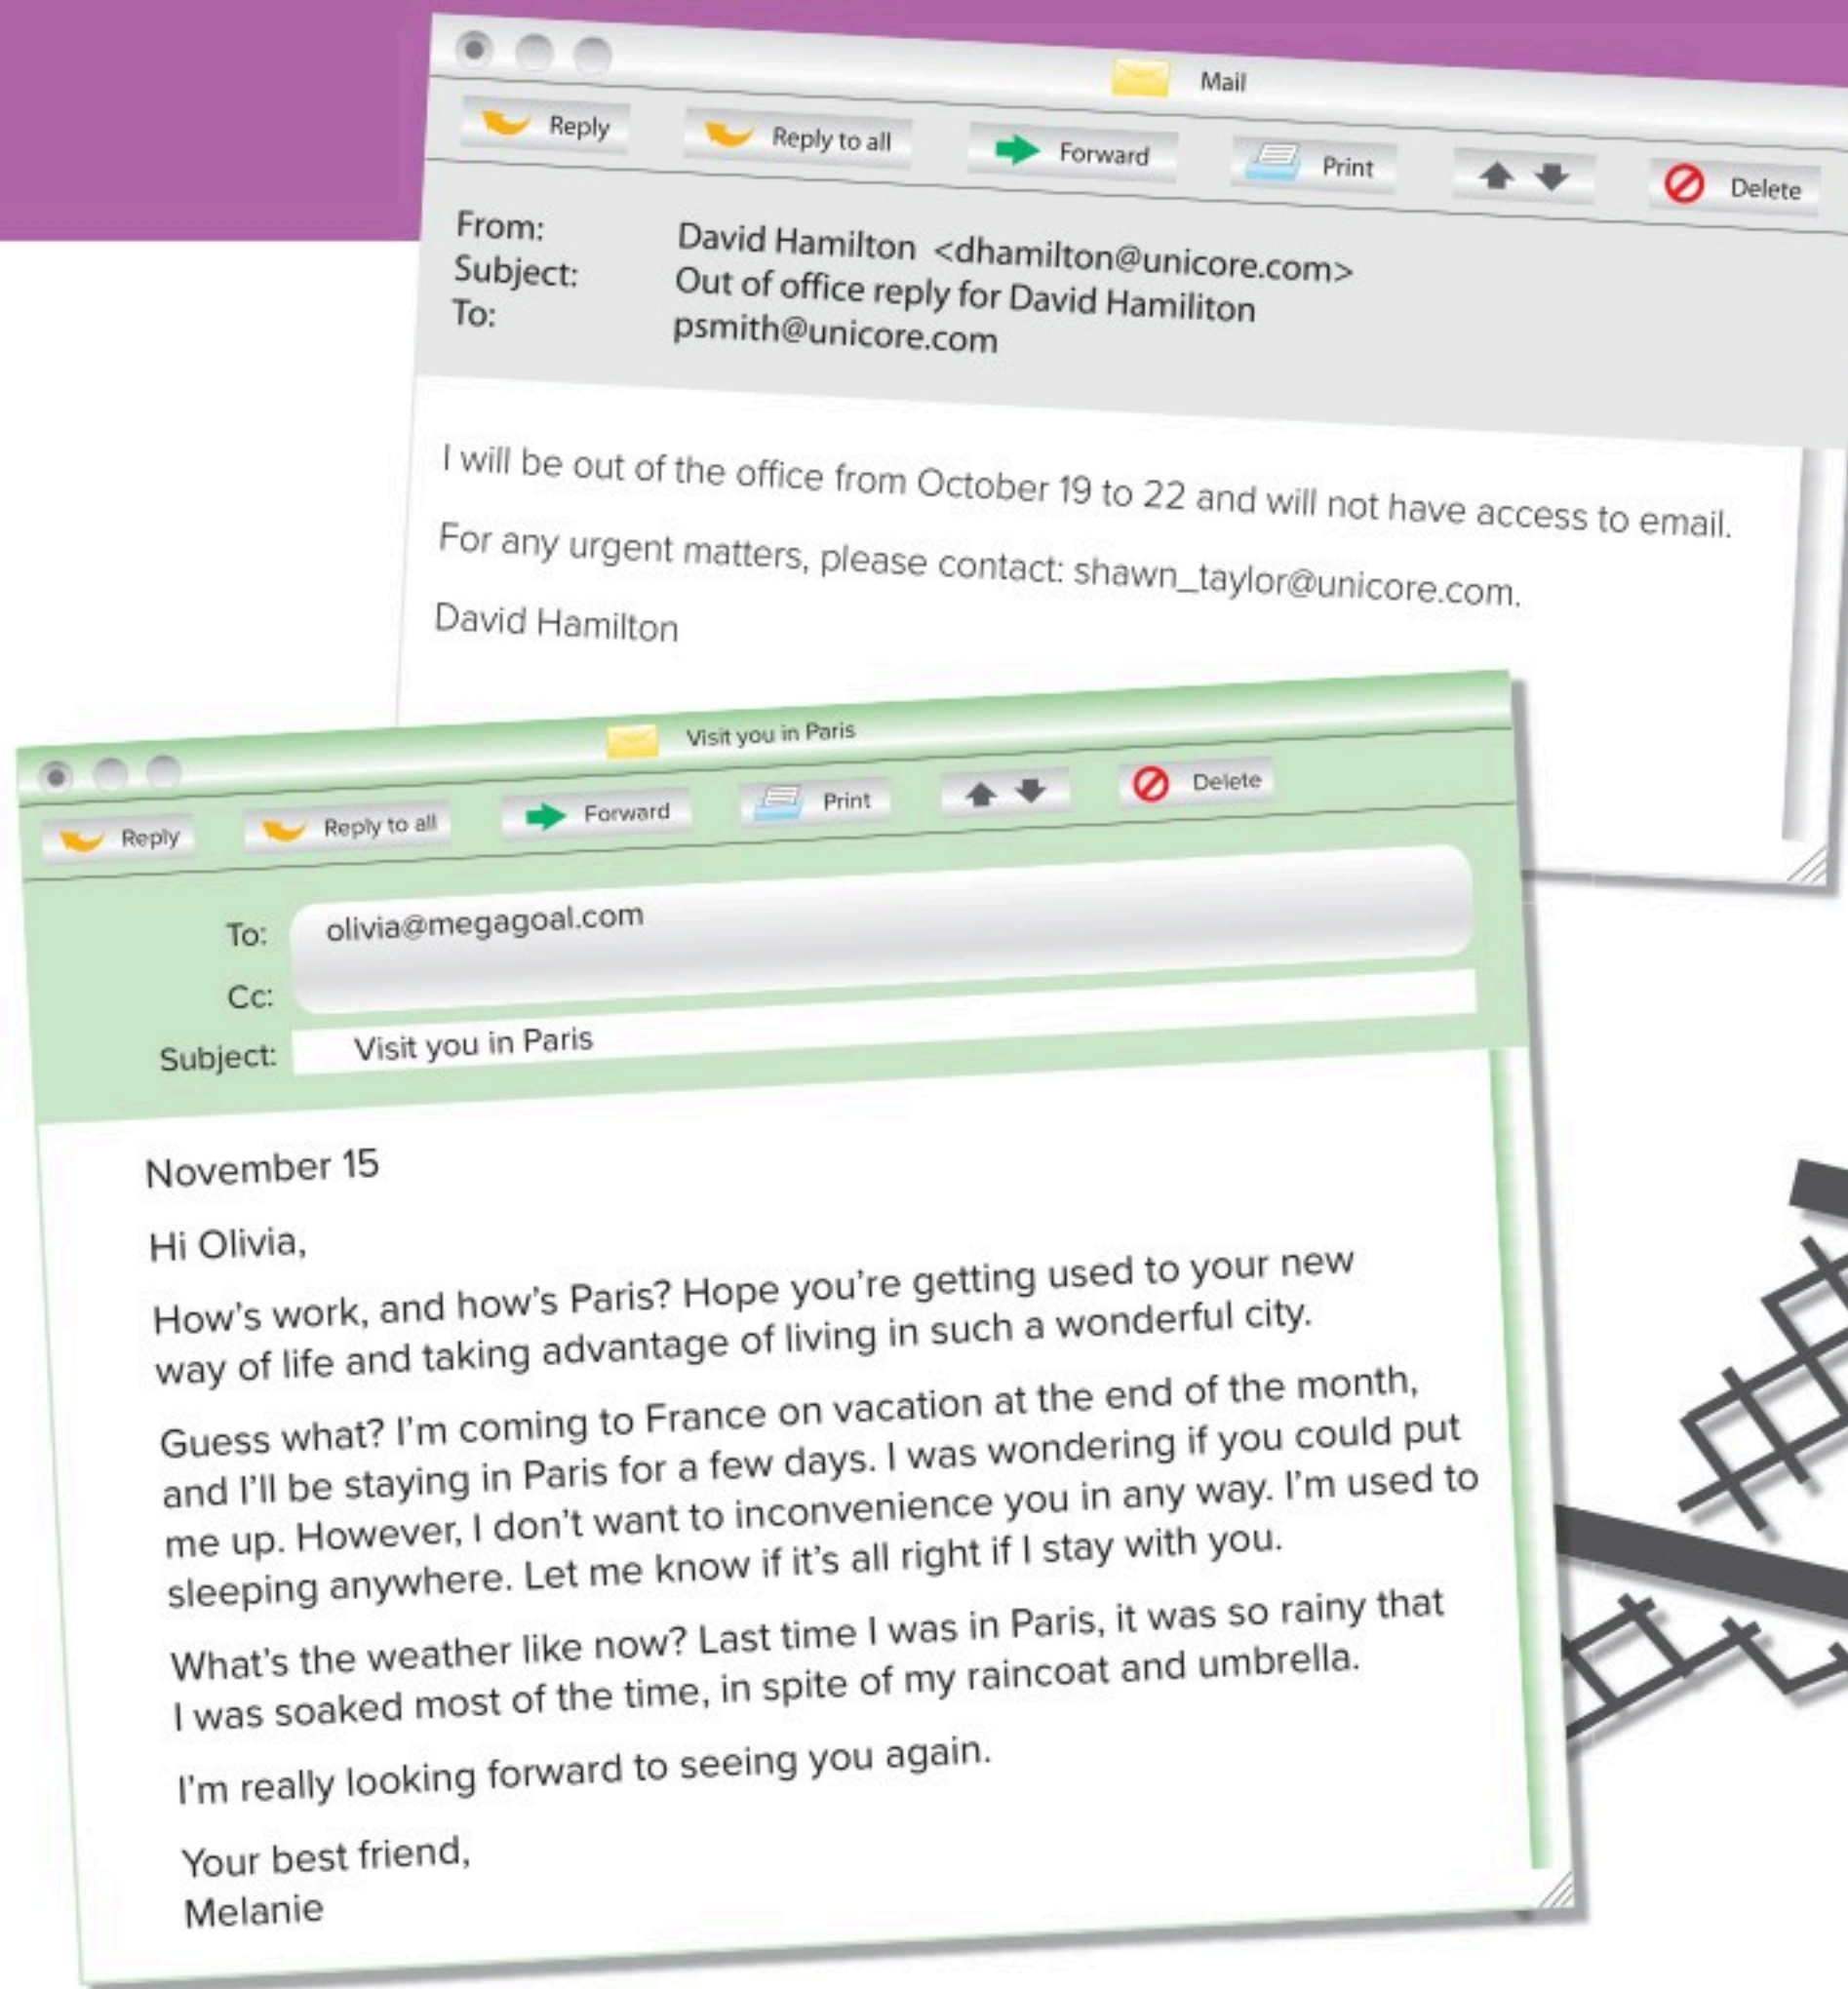 Mail
Reply
Reply to all
Forward
Print
Delete
From: David Hamilton <dhamilton@unicore.com>
Subject: Out of office reply for David Hamiliton
To: psmith@unicore.com
I will be out of the office from October 19 to 22 and will not have access to email.
For any urgent matters, please contact: shawn_taylor@unicore.com.
David Hamilton
Visit you in Paris
Reply
Reply to all
Forward
Print
Delete
To: olivia@megagoal.com
Cc:
Subject: Visit you in Paris
November 15
Hi Olivia,
How's work, and how's Paris? Hope you're getting used to your new
way of life and taking advantage of living in such a wonderful city.
Guess what? I'm coming to France on vacation at the end of the month,
and I'll be staying in Paris for a few days. I was wondering if you could put
me up. However, I don't want to inconvenience you in any way. I'm used to
sleeping anywhere. Let me know if it's all right if I stay with you.
What's the weather like now? Last time I was in Paris, it was so rainy that
I was soaked most of the time, in spite of my raincoat and umbrella.
I'm really looking forward to seeing you again.
Your best friend,
Melanie